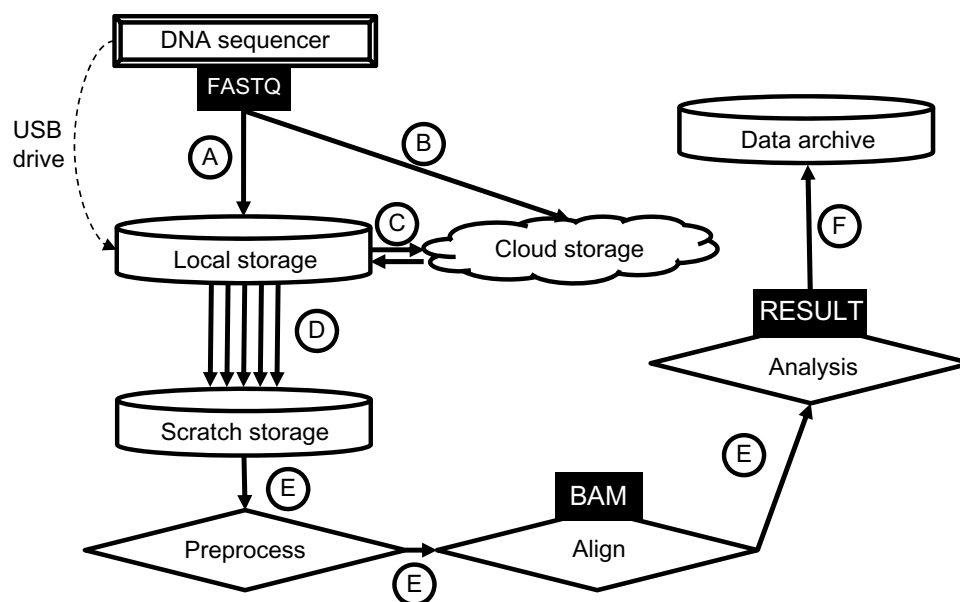 DNA sequencer
FASTQ
USB
drive
A
B
Data archive
C
Local storage
Cloud storage
F
RESULT
D
Analysis
Scratch storage
E
E
BAM
Preprocess
Align
E